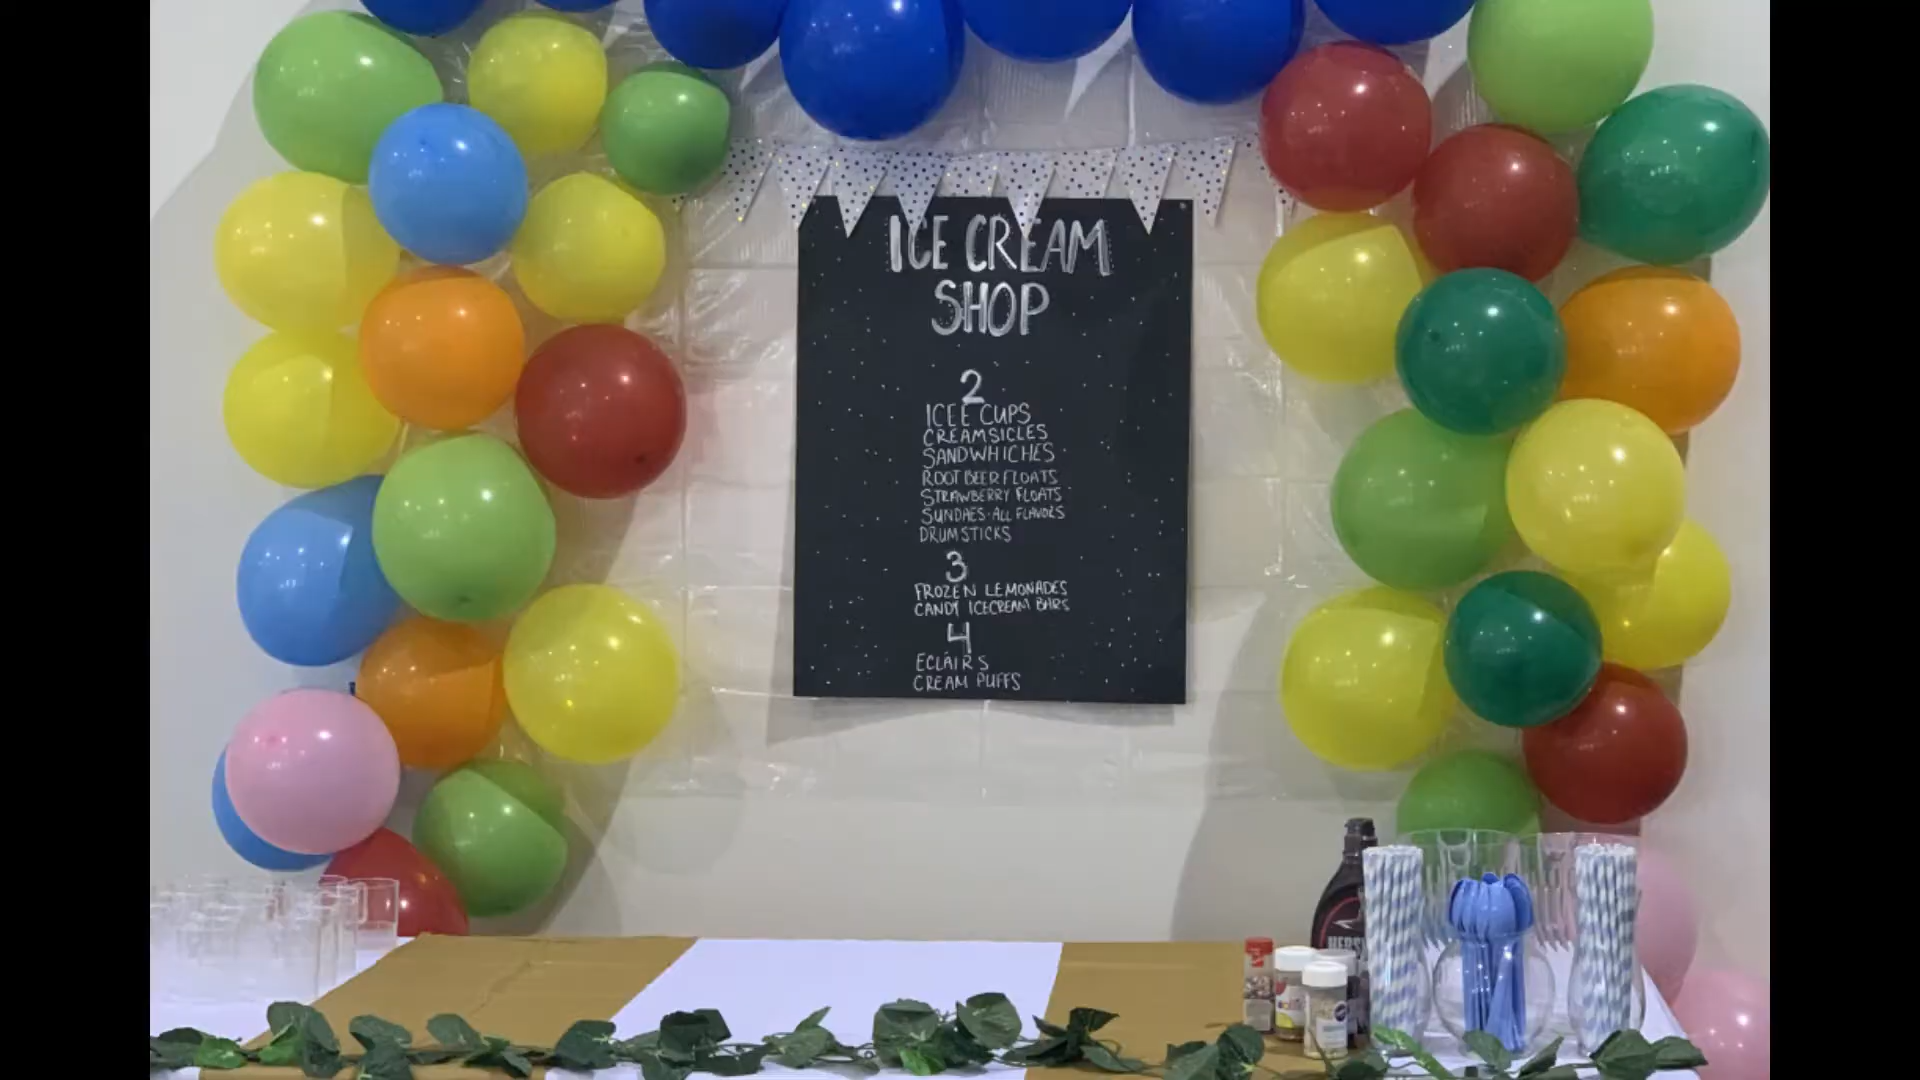 ICE CREAM
SHOP
2
ICEE CUPS
CREAMSICLES
SANDWHICHES
ROOT BEER FLOATS
STRAWBERRY FLOATS
SUNDAES·ALL FLAVORS
DRUMSTICKS
3
FROZEN LEMONADES
CANDY ICECREAM BARS
4
ECLAIRS
CREAM PUFFS